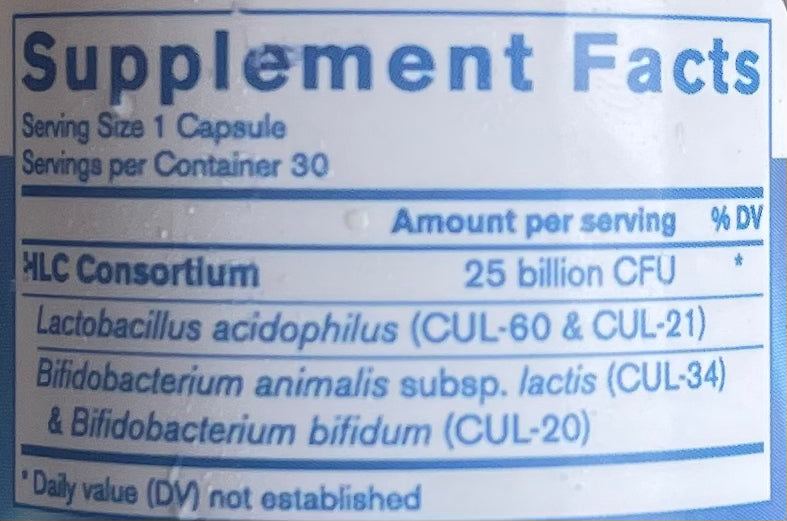 Supplement Facts
Serving Size 1 Capsule
Servings per Container 30
Amount per serving % DV
HLC Consortium 25 billion CFU *
Lactobacillus acidophilus (CUL-60 & CUL-21)
Bifidobacterium animalis subsp. lactis (CUL-34)
& Bifidobacterium bifidum (CUL-20)
* Daily value (DV) not established